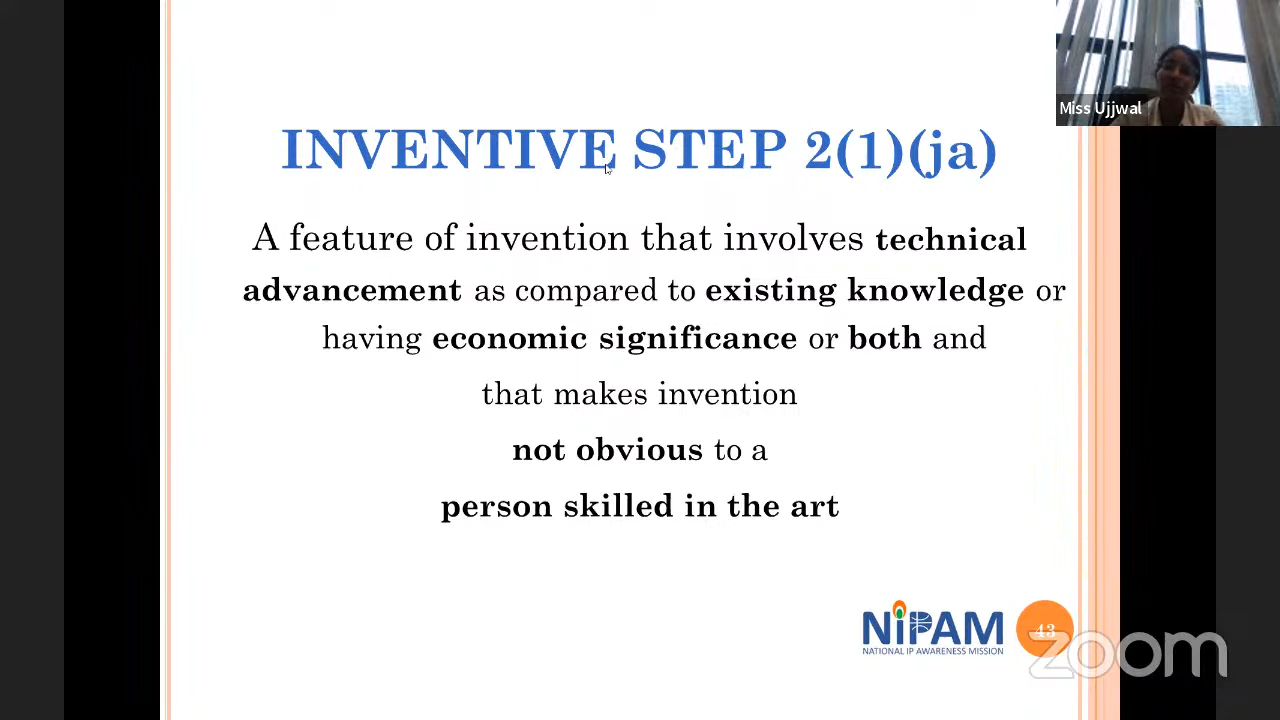 Miss Ujjwal
INVENTIVE STEP 2(1)(ja)
A feature of invention that involves technical
advancement as compared to existing knowledge or
having economic significance or both and
that makes invention
not obvious to a
person skilled in the art
NiPAM
NATIONAL IP AWARENESS MISSION
43
zoom